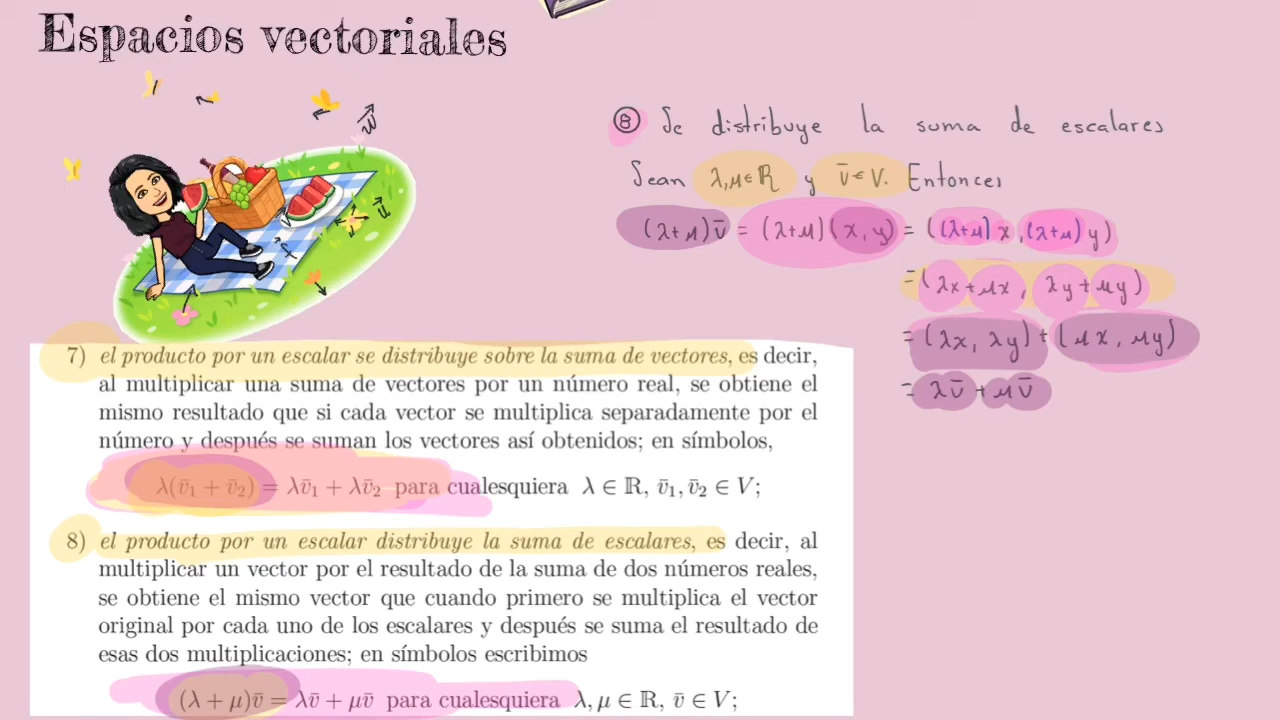 Espacios vectoriales
w
u
f
7) el producto por un escalar se distribuye sobre la suma de vectores, es decir,
al multiplicar una suma de vectores por un número real, se obtiene el
mismo resultado que si cada vector se multiplica separadamente por el
número y después se suman los vectores así obtenidos; en símbolos,
λ(v̄₁ + v̄₂) = λv̄₁ + λv̄₂ para cualesquiera λ ∈ ℝ, v̄₁, v̄₂ ∈ V;
8) el producto por un escalar distribuye la suma de escalares, es decir, al
multiplicar un vector por el resultado de la suma de dos números reales,
se obtiene el mismo vector que cuando primero se multiplica el vector
original por cada uno de los escalares y después se suma el resultado de
esas dos multiplicaciones; en símbolos escribimos
(λ + μ)v̄ = λv̄ + μv̄ para cualesquiera λ, μ ∈ ℝ, v̄ ∈ V;
⑧ Se distribuye la suma de escalares
Sean λ,μ∈ℝ y v̄∈V. Entonces
(λ+μ)v̄ = (λ+μ)(x,y) = ((λ+μ)x,(λ+μ)y)
=(λx+μx, λy+μy)
=(λx, λy)+(μx, μy)
= λv̄ + μv̄